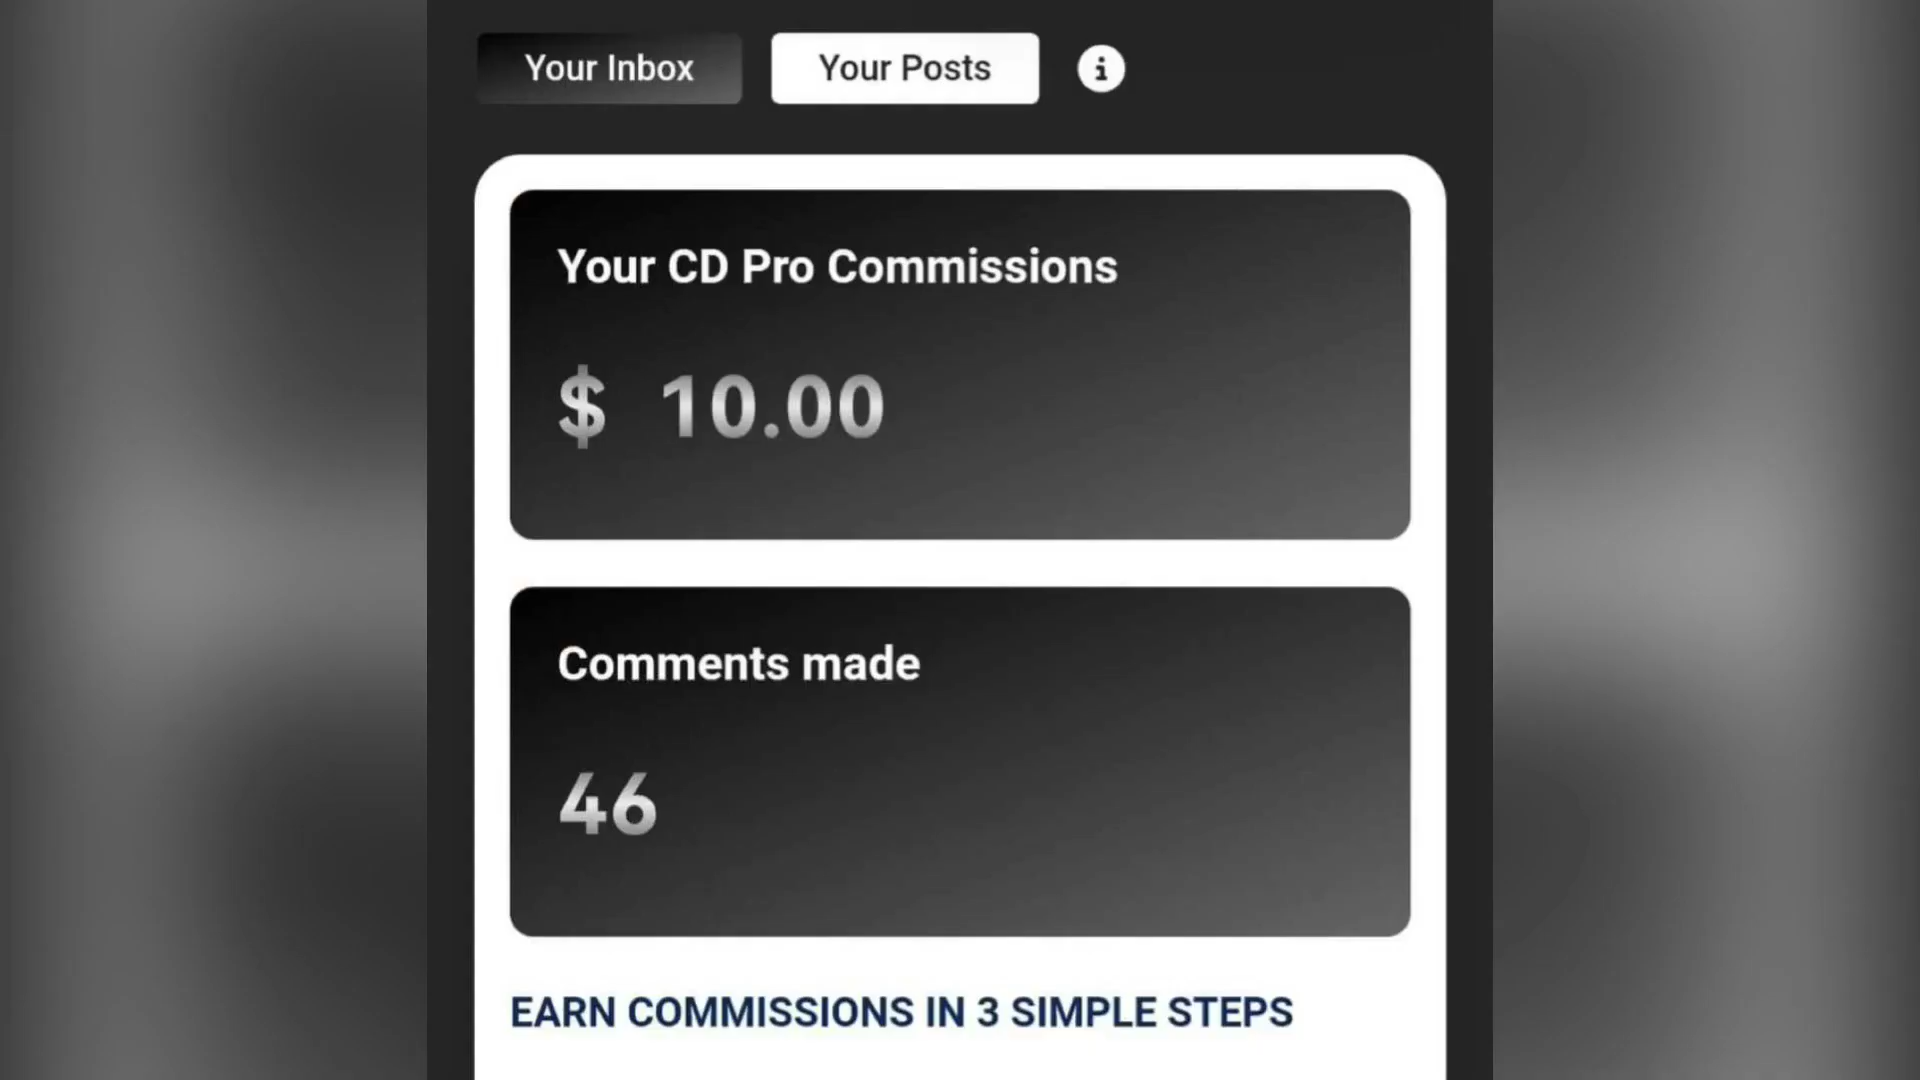 Your Inbox
Your Posts
Your CD Pro Commissions
$ 10.00
Comments made
46
EARN COMMISSIONS IN 3 SIMPLE STEPS